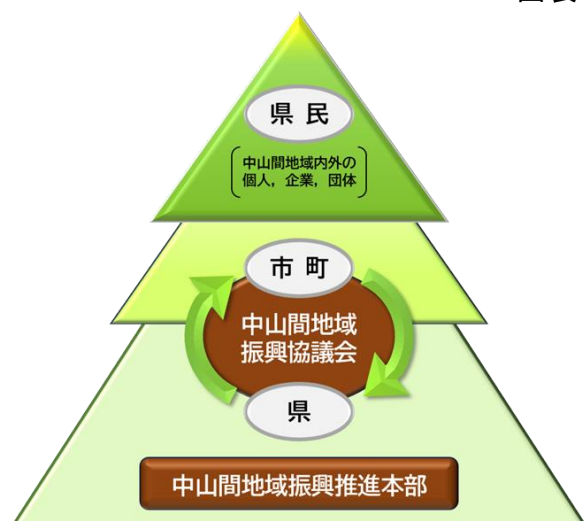 県 民
中山間地域内外の
個人，企業，団体
市 町
中山間地域
振興協議会
県
中山間地域振興推進本部